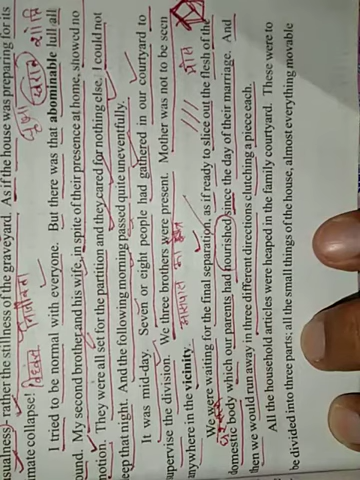 usualness)- rather the stillness of the graveyard. As if the house was preparing for its
imate collapse! विध्वंस घृणा खराब शांति
I tried to be normal with everyone. But there was that abominable lull all
ound. My second brother and his wife, in spite of their presence at home, showed no
notion. They were all set for the partition and they cared for nothing else. I could not
eep that night. And the following morning passed quite uneventfully.
It was mid-day. Seven or eight people had gathered in our courtyard to
upervise the division. We three brothers were present. Mother was not to be seen
anywhere in the vicinity. आसपास का मांस
We were waiting for the final separation, as if ready to slice out the flesh of the
domestic body which our parents had nourished since the day of their marriage. And
then we would run away in three different directions clutching a piece each.
All the household articles were heaped in the family courtyard. These were to
be divided into three parts; all the small things of the house, almost everything movable